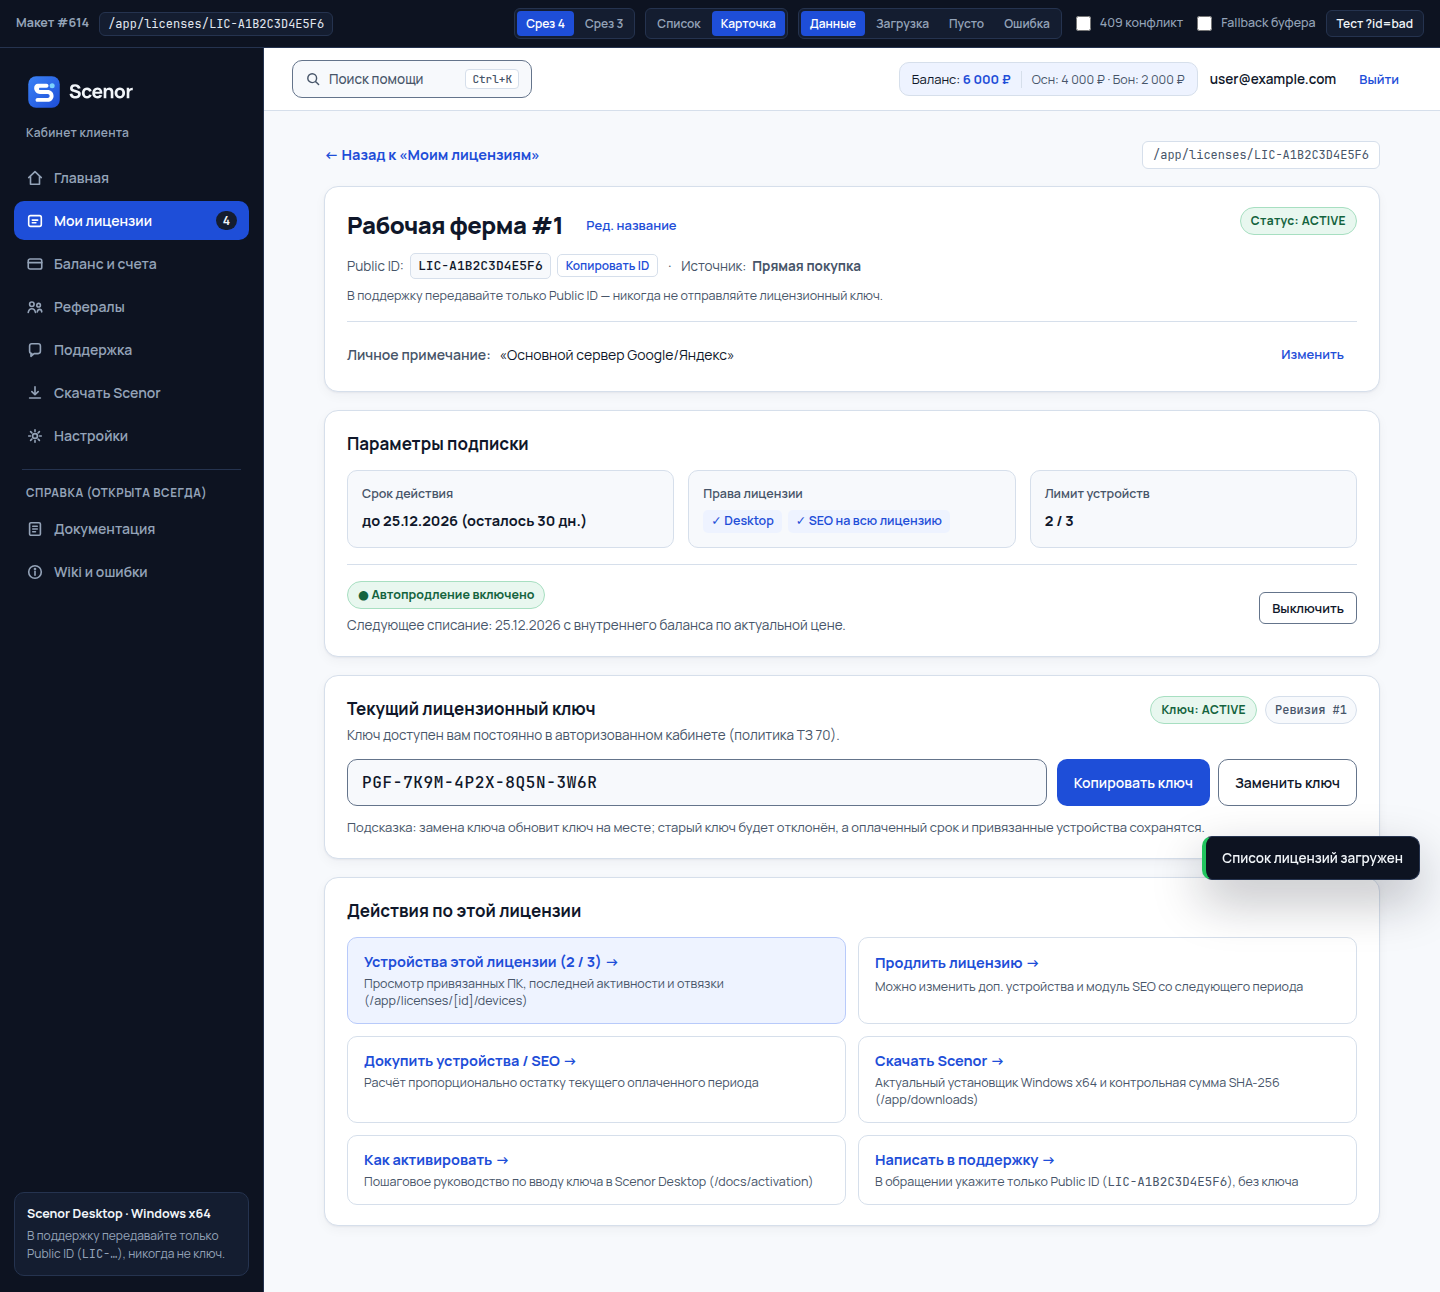 Макет #614 /app/licenses/LIC-A1B2C3D4E5F6 Срез 4 Срез 3 Список Карточка Данные Загрузка Пусто Ошибка 409 конфликт Fallback буфера Тест ?id=bad
Scenor
Кабинет клиента
Главная
Мои лицензии 4
Баланс и счета
Рефералы
Поддержка
Скачать Scenor
Настройки
СПРАВКА (ОТКРЫТА ВСЕГДА)
Документация
Wiki и ошибки
Scenor Desktop · Windows x64
В поддержку передавайте только
Public ID (LIC-…), никогда не ключ.
Поиск помощи Ctrl+K Баланс: 6 000 ₽ Осн: 4 000 ₽ · Бон: 2 000 ₽ user@example.com Выйти
← Назад к «Моим лицензиям» /app/licenses/LIC-A1B2C3D4E5F6
Рабочая ферма #1 Ред. название Статус: ACTIVE
Public ID: LIC-A1B2C3D4E5F6 Копировать ID · Источник: Прямая покупка
В поддержку передавайте только Public ID — никогда не отправляйте лицензионный ключ.
Личное примечание: «Основной сервер Google/Яндекс» Изменить
Параметры подписки
Срок действия
до 25.12.2026 (осталось 30 дн.)
Права лицензии
✓ Desktop ✓ SEO на всю лицензию
Лимит устройств
2 / 3
● Автопродление включено
Следующее списание: 25.12.2026 с внутреннего баланса по актуальной цене.
Выключить
Текущий лицензионный ключ Ключ: ACTIVE Ревизия #1
Ключ доступен вам постоянно в авторизованном кабинете (политика ТЗ 70).
PGF-7K9M-4P2X-8Q5N-3W6R Копировать ключ Заменить ключ
Подсказка: замена ключа обновит ключ на месте; старый ключ будет отклонён, а оплаченный срок и привязанные устройства сохранятся.
Список лицензий загружен
Действия по этой лицензии
Устройства этой лицензии (2 / 3) →
Просмотр привязанных ПК, последней активности и отвязки
(/app/licenses/[id]/devices)
Продлить лицензию →
Можно изменить доп. устройства и модуль SEO со следующего периода
Докупить устройства / SEO →
Расчёт пропорционально остатку текущего оплаченного периода
Скачать Scenor →
Актуальный установщик Windows x64 и контрольная сумма SHA-256
(/app/downloads)
Как активировать →
Пошаговое руководство по вводу ключа в Scenor Desktop (/docs/activation)
Написать в поддержку →
В обращении укажите только Public ID (LIC-A1B2C3D4E5F6), без ключа